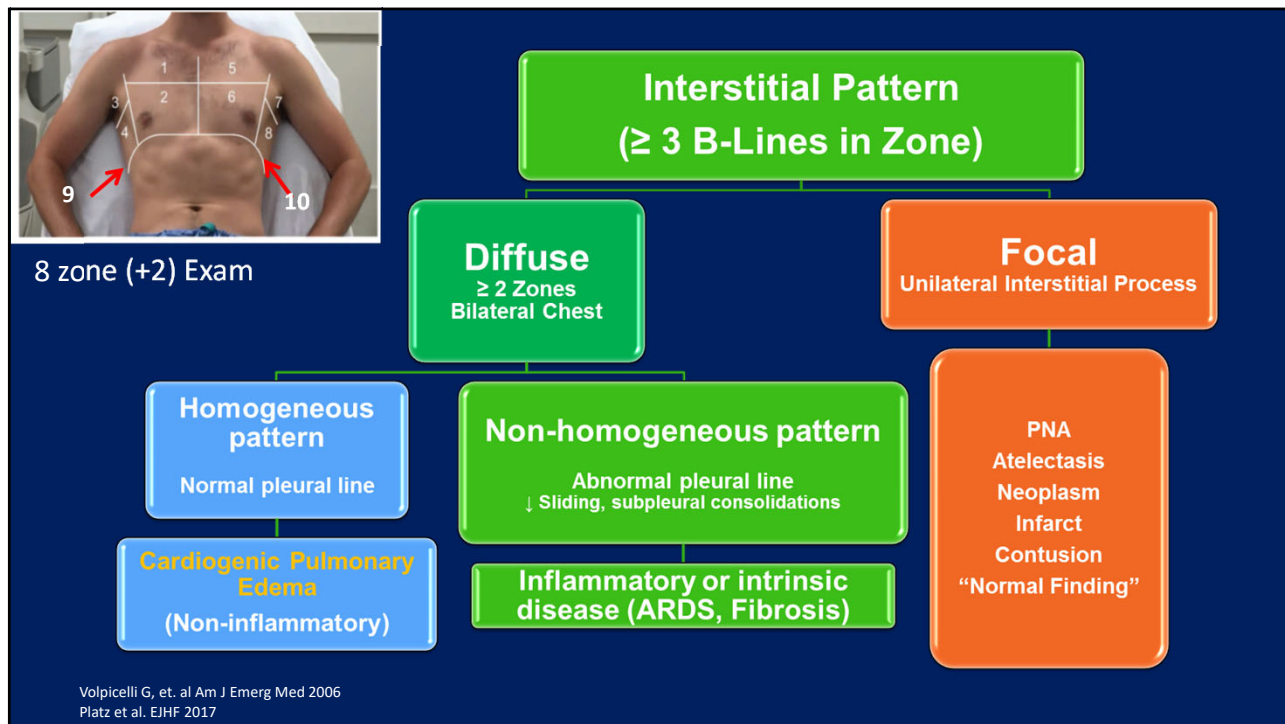 1
5
2
6
3
7
4
8
9
10
8 zone (+2) Exam
Interstitial Pattern
(≥ 3 B-Lines in Zone)
Diffuse
≥ 2 Zones
Bilateral Chest
Focal
Unilateral Interstitial Process
Homogeneous
pattern
Normal pleural line
Non-homogeneous pattern
Abnormal pleural line
↓ Sliding, subpleural consolidations
PNA
Atelectasis
Neoplasm
Infarct
Contusion
“Normal Finding”
Cardiogenic Pulmonary
Edema
(Non-inflammatory)
Inflammatory or intrinsic
disease (ARDS, Fibrosis)
Volpicelli G, et. al Am J Emerg Med 2006
Platz et al. EJHF 2017